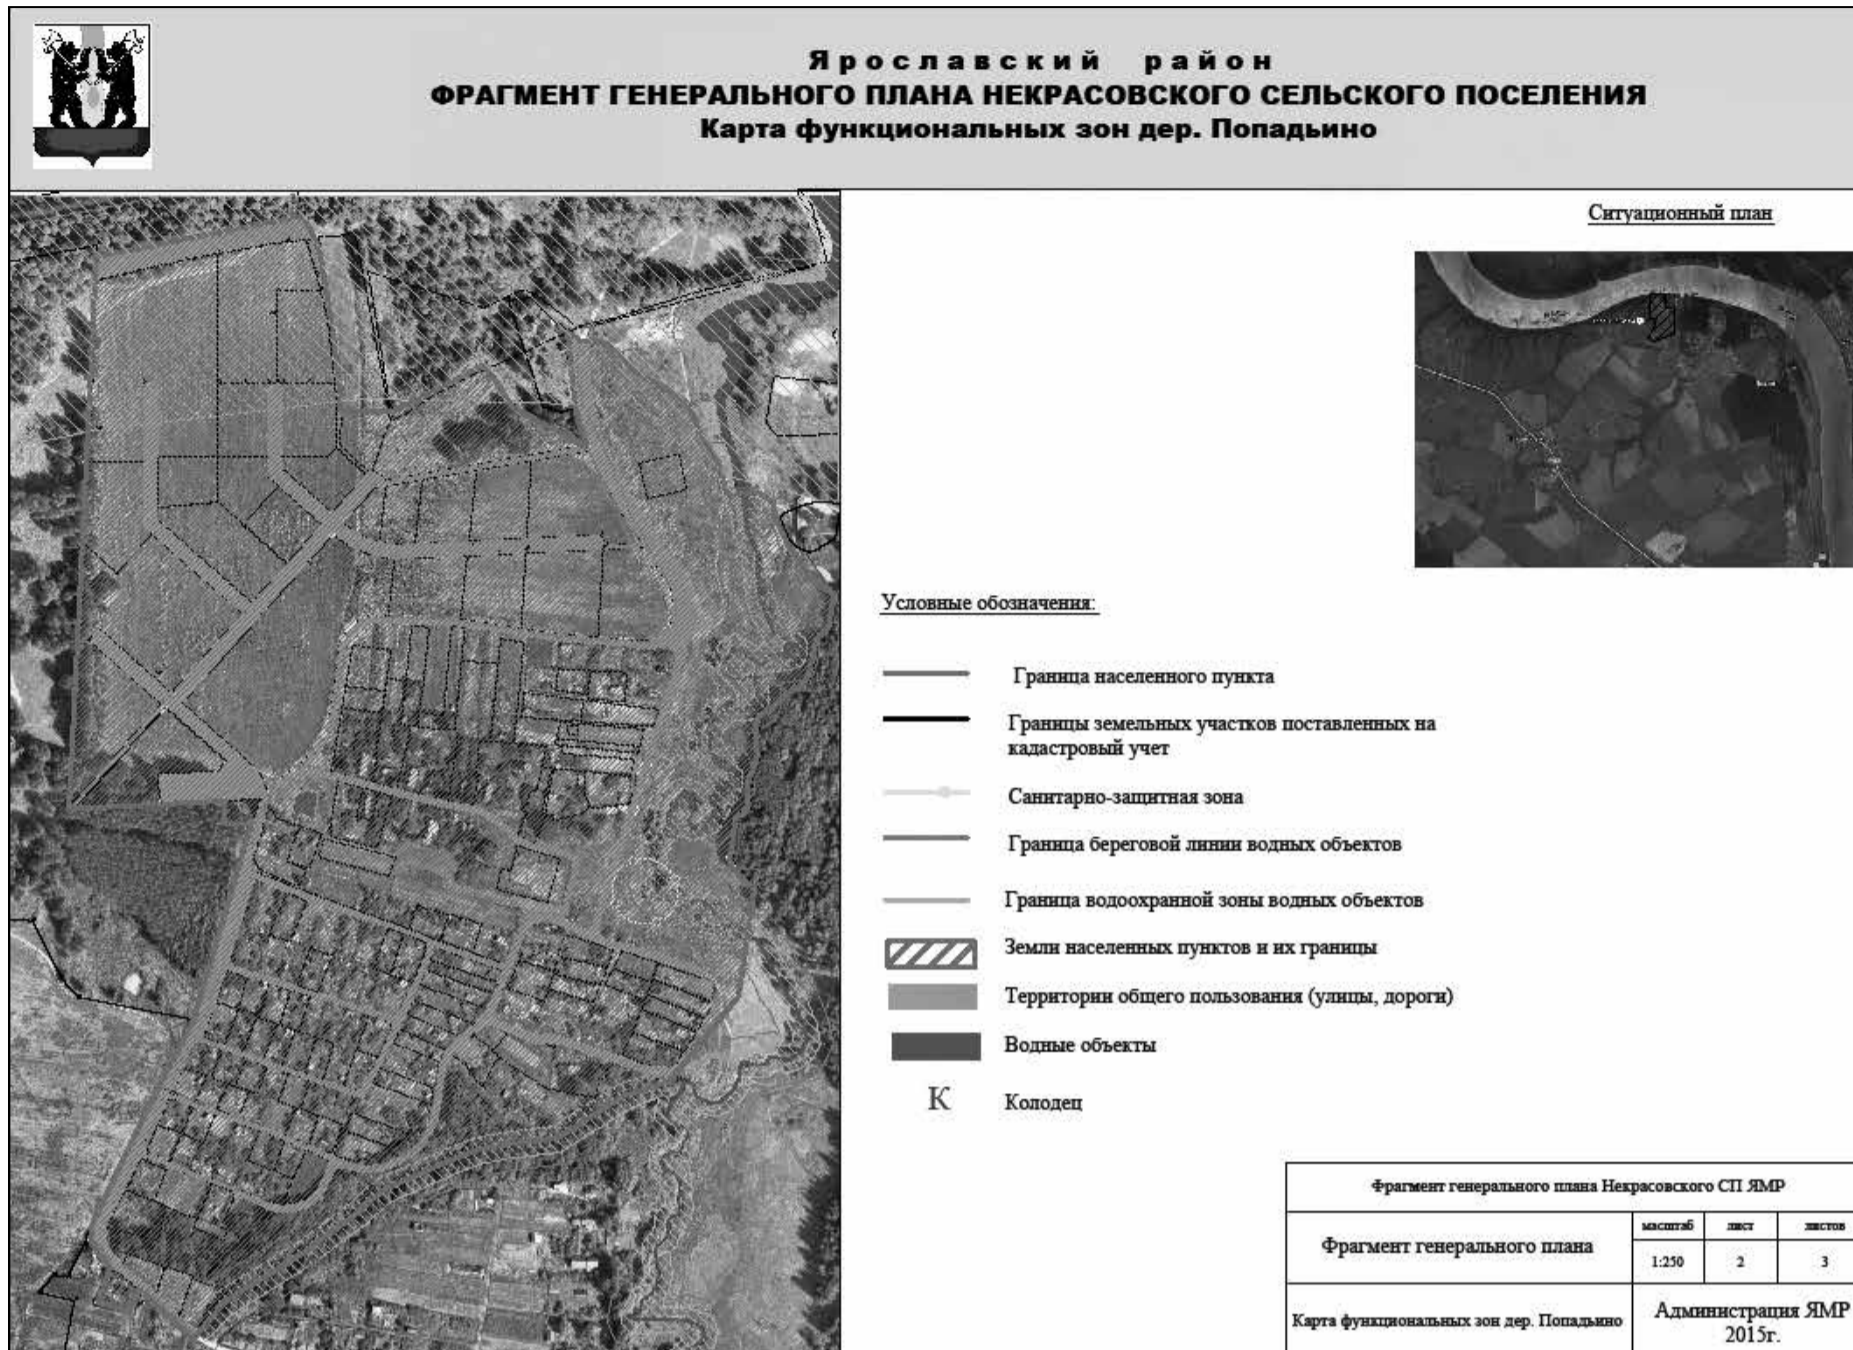 Ярославский район
ФРАГМЕНТ ГЕНЕРАЛЬНОГО ПЛАНА НЕКРАСОВСКОГО СЕЛЬСКОГО ПОСЕЛЕНИЯ
Карта функциональных зон дер. Попадьино
Ситуационный план
Условные обозначения:
Граница населенного пункта
Границы земельных участков поставленных на
кадастровый учет
Санитарно-защитная зона
Граница береговой линии водных объектов
Граница водоохранной зоны водных объектов
Земли населенных пунктов и их границы
Территории общего пользования (улицы, дороги)
Водные объекты
К Колодец
Фрагмент генерального плана Некрасовского СП ЯМР
Фрагмент генерального плана
масштаб лист листов
1:250 2 3
Карта функциональных зон дер. Попадьино
Администрация ЯМР
2015г.